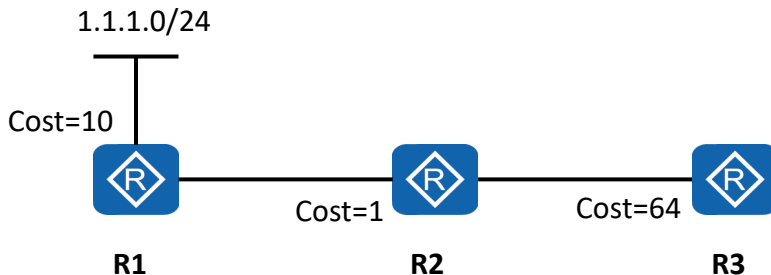 1.1.1.0/24
Cost=10
R R R
Cost=1 Cost=64
R1 R2 R3